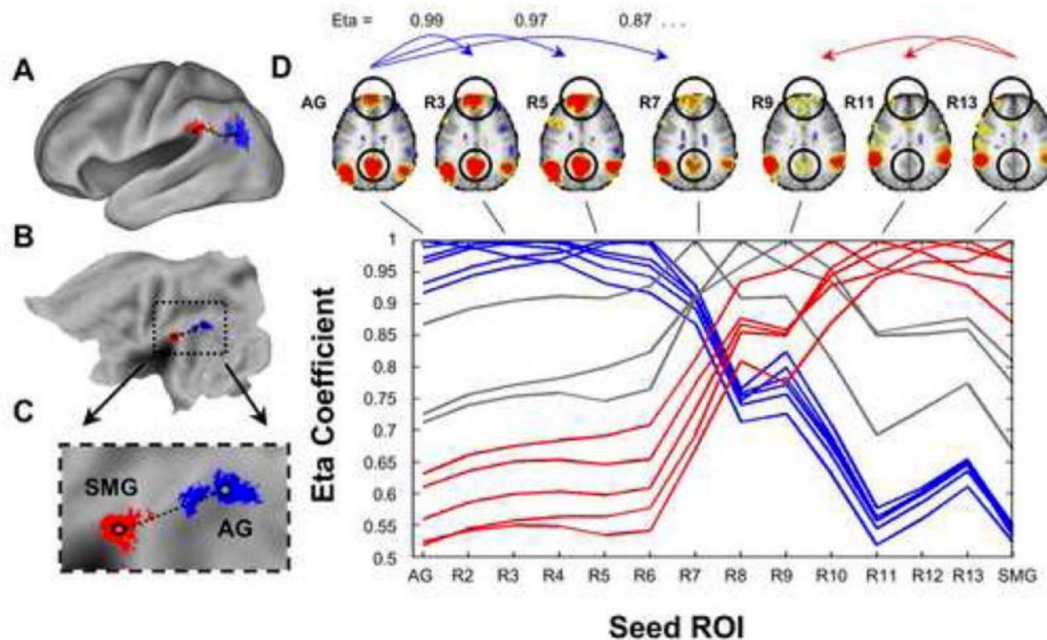 Eta = 0.99 0.97 0.87 ...
A
D
AG R3 R5 R7 R9 R11 R13
B
C
SMG
AG
1
0.95
0.9
0.85
0.8
0.75
0.7
0.65
0.6
0.55
0.5
Eta Coefficient
AG R2 R3 R4 R5 R6 R7 R8 R9 R10 R11 R12 R13 SMG
Seed ROI